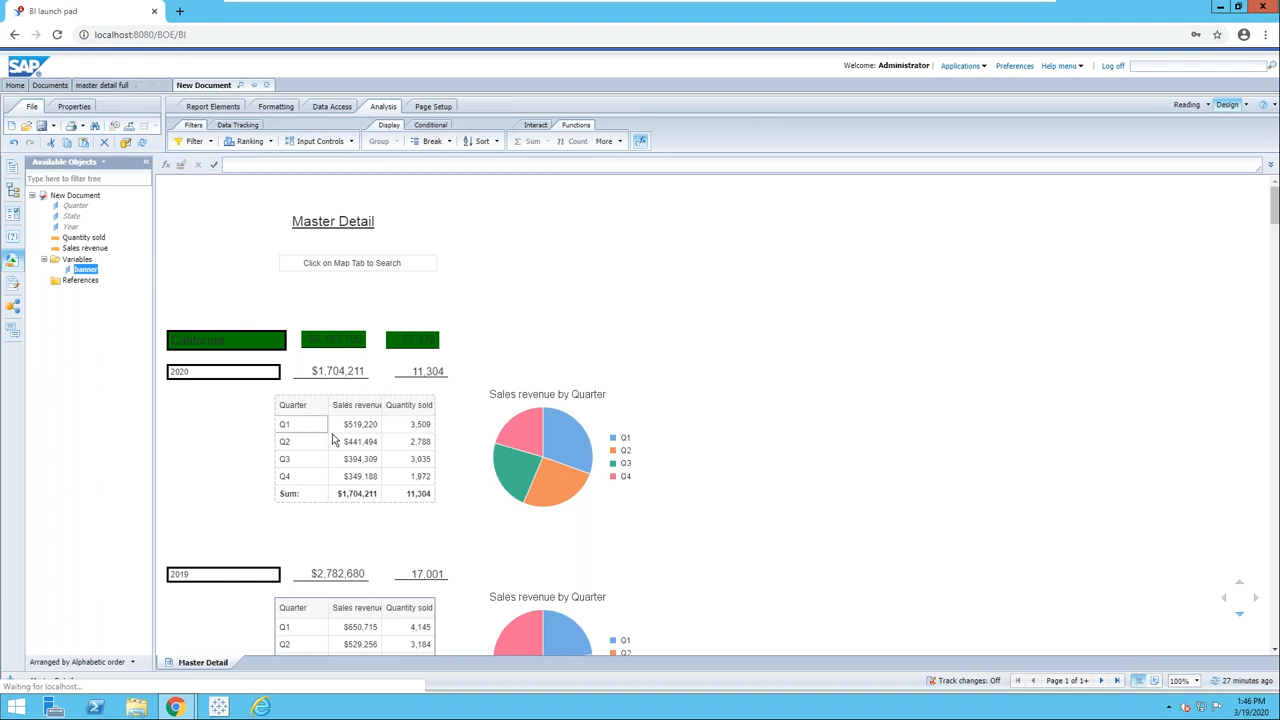 BI launch pad
localhost:8080/BOE/BI
SAP
Welcome: Administrator
Applications
Preferences
Help menu
Log off
Home
Documents
master detail full
New Document
File
Properties
Report Elements
Formatting
Data Access
Analysis
Page Setup
Reading
Design
Filters
Data Tracking
Display
Conditional
Interact
Functions
Filter
Ranking
Input Controls
Group
Break
Sort
Sum
Count
More
Available Objects
Type here to filter tree
New Document
Quarter
State
Year
Quantity sold
Sales revenue
Variables
banner
References
Master Detail
Click on Map Tab to Search
California
2020 $1,704,211 11,304
Quarter Sales revenue Quantity sold
Q1 $519,220 3,509
Q2 $441,494 2,788
Q3 $394,309 3,035
Q4 $349,188 1,972
Sum: $1,704,211 11,304
Sales revenue by Quarter
Q1
Q2
Q3
Q4
2019 $2,782,680 17,001
Quarter Sales revenue Quantity sold
Q1 $650,715 4,145
Q2 $529,256 3,184
Sales revenue by Quarter
Q1
Q2
Arranged by Alphabetic order
Master Detail
Waiting for localhost...
Track changes: Off
Page 1 of 1+
100%
27 minutes ago
1:46 PM
3/19/2020